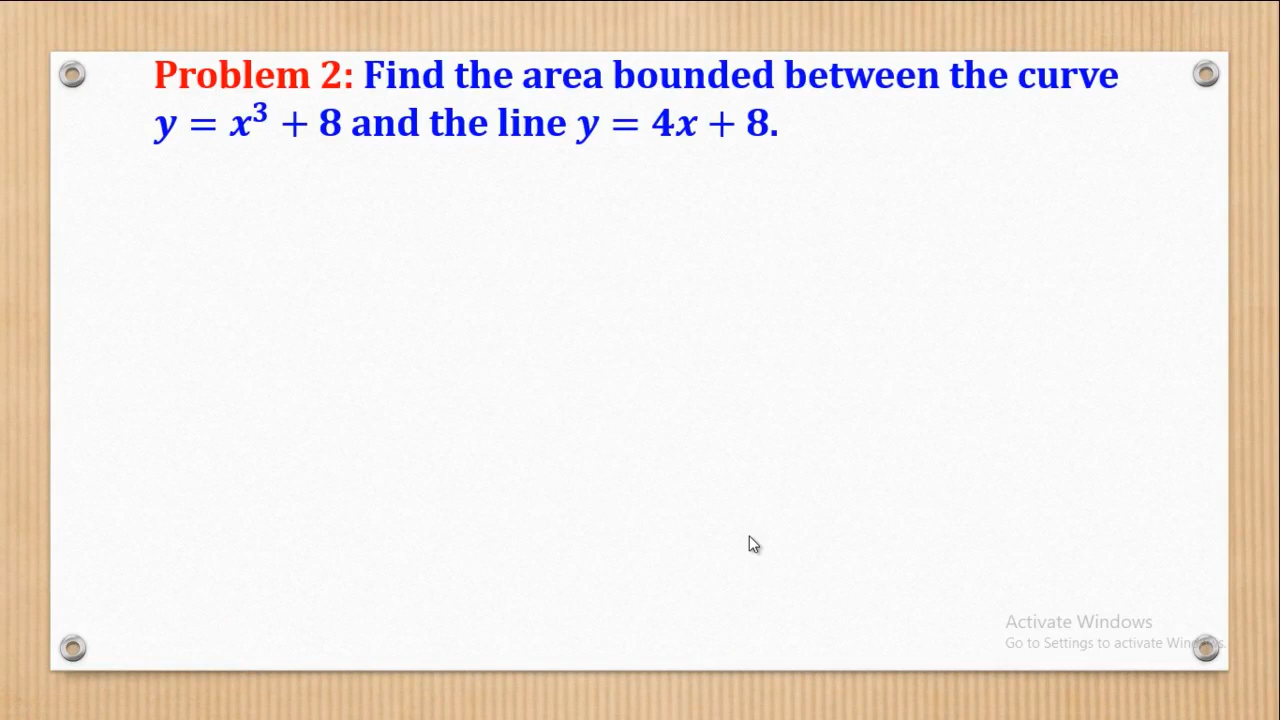 Problem 2: Find the area bounded between the curve
y = x³ + 8 and the line y = 4x + 8.
Activate Windows
Go to Settings to activate Windows.